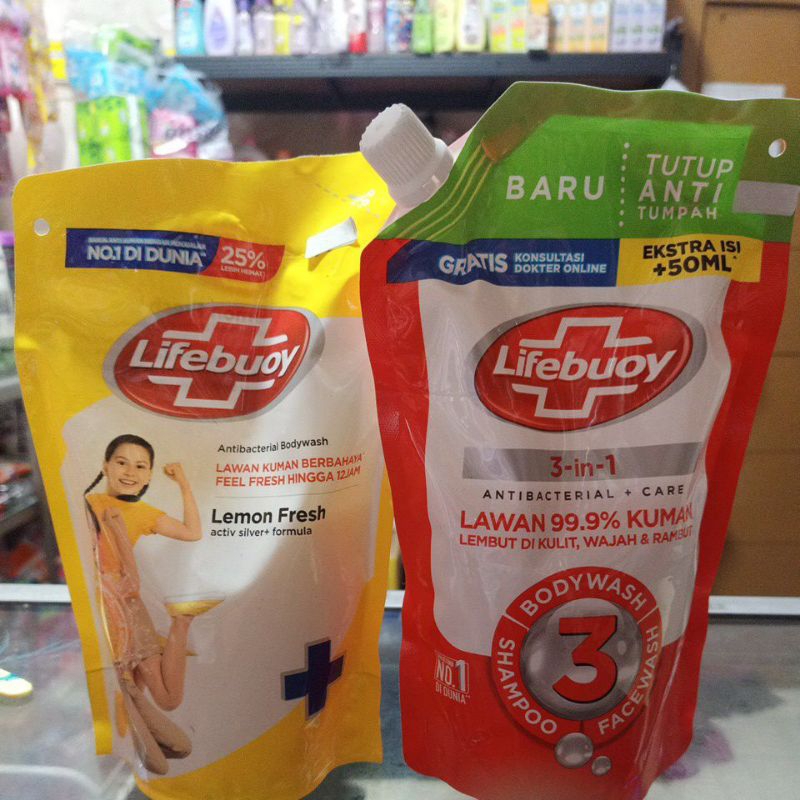 NO.1 DI DUNIA**
25%
LEBIH HEMAT
Lifebuoy
Antibacterial Bodywash
LAWAN KUMAN BERBAHAYA
FEEL FRESH HINGGA 12JAM
Lemon Fresh
activ silver+ formula
BARU
TUTUP
ANTI
TUMPAH
GRATIS KONSULTASI
DOKTER ONLINE
EKSTRA ISI
+50ML*
Lifebuoy
3-in-1
ANTIBACTERIAL + CARE
LAWAN 99.9% KUMAN
LEMBUT DI KULIT, WAJAH & RAMBUT
BODYWASH
SHAMPOO
3
FACEWASH
NO.1
DI DUNIA**